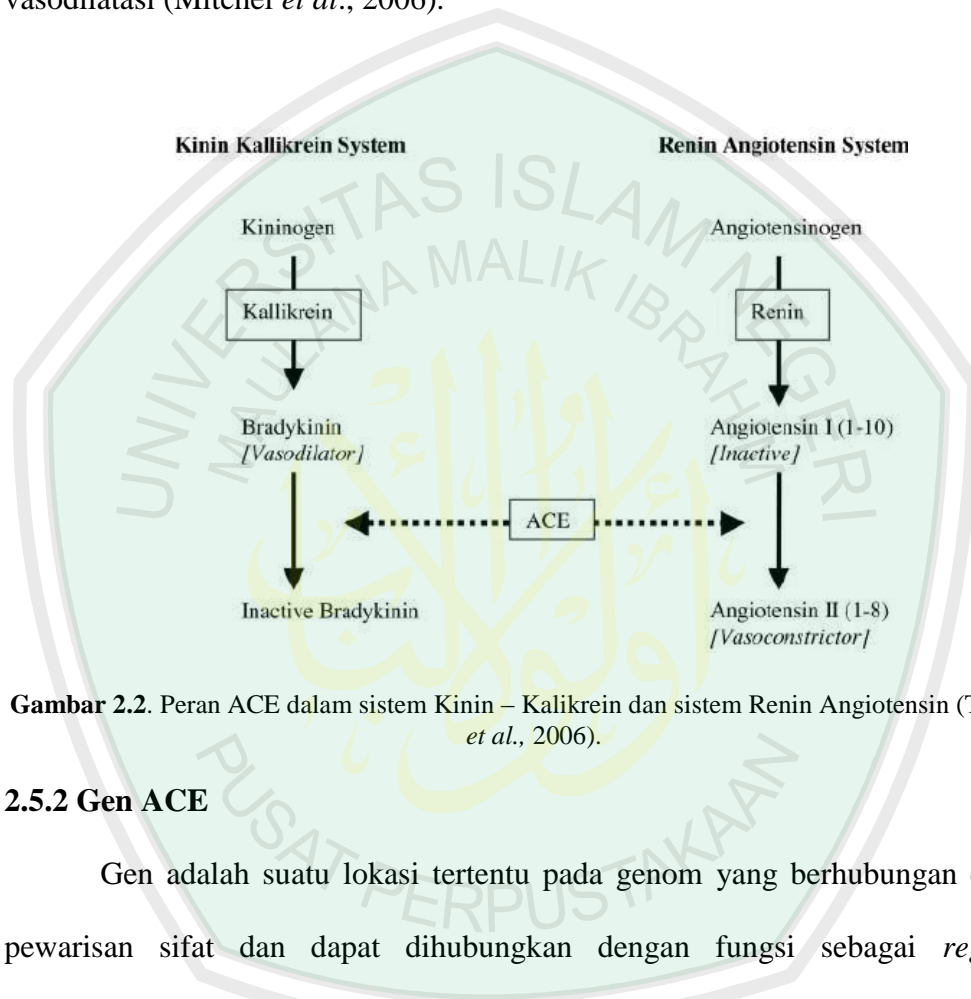 vasodilatasi (Mitchel et al., 2006).
Kinin Kallikrein System
Renin Angiotensin System
Kininogen
Angiotensinogen
Kallikrein
Renin
Bradykinin
[Vasodilator]
Angiotensin I (1-10)
[Inactive]
ACE
Inactive Bradykinin
Angiotensin II (1-8)
[Vasoconstrictor]
Gambar 2.2. Peran ACE dalam sistem Kinin – Kalikrein dan sistem Renin Angiotensin
et al., 2006).
2.5.2 Gen ACE
Gen adalah suatu lokasi tertentu pada genom yang berhubungan
pewarisan sifat dan dapat dihubungkan dengan fungsi sebagai
UNIVERSITAS ISLAM NEGERI
MAULANA MALIK IBRAHIM
PUSAT PERPUSTAKAAN